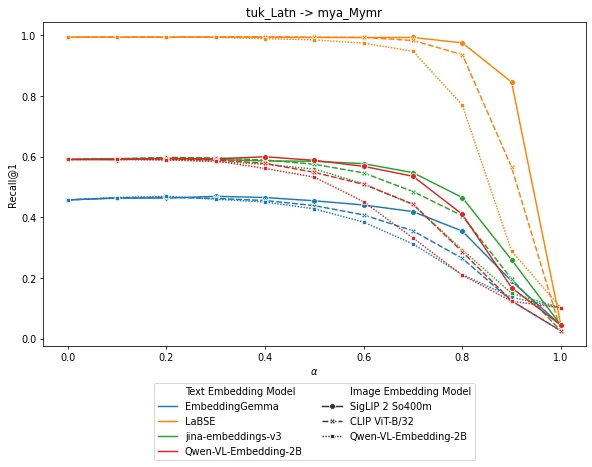 tuk_Latn -> mya_Mymr
Recall@1
1.0
0.8
0.6
0.4
0.2
0.0
0.0 0.2 0.4 0.6 0.8 1.0
α
Text Embedding Model
EmbeddingGemma
LaBSE
jina-embeddings-v3
Qwen-VL-Embedding-2B
Image Embedding Model
SigLIP 2 So400m
CLIP ViT-B/32
Qwen-VL-Embedding-2B